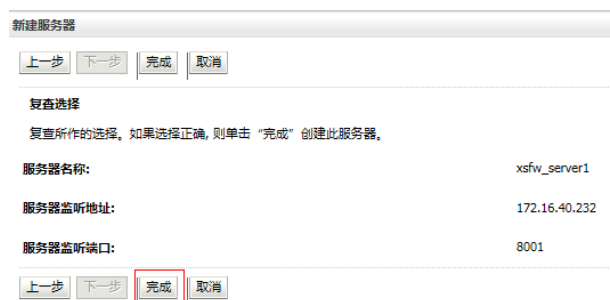 新建服务器
上一步 下一步 完成 取消
复查选择
复查所作的选择。如果选择正确, 则单击“完成”创建此服务器。
服务器名称: xsfw_server1
服务器监听地址: 172.16.40.232
服务器监听端口: 8001
上一步 下一步 完成 取消